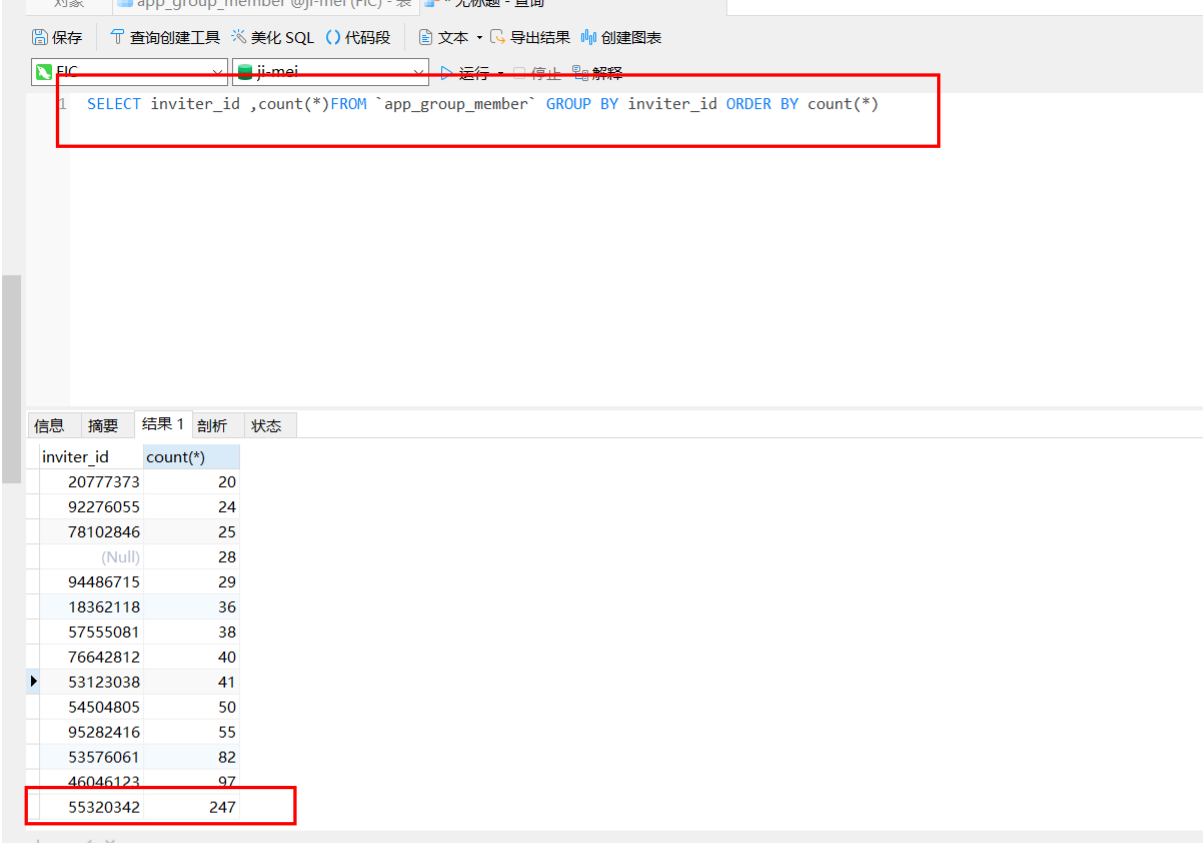 对象 app_group_member @ji-mei (FIC) - 表 * 无标题 - 查询
保存 查询创建工具 美化 SQL () 代码段 文本 导出结果 创建图表
FIC ji-mei 运行 停止 解释
1 SELECT inviter_id ,count(*)FROM `app_group_member` GROUP BY inviter_id ORDER BY count(*)
信息 摘要 结果 1 剖析 状态
inviter_id count(*)
20777373 20
92276055 24
78102846 25
(Null) 28
94486715 29
18362118 36
57555081 38
76642812 40
53123038 41
54504805 50
95282416 55
53576061 82
46046123 97
55320342 247